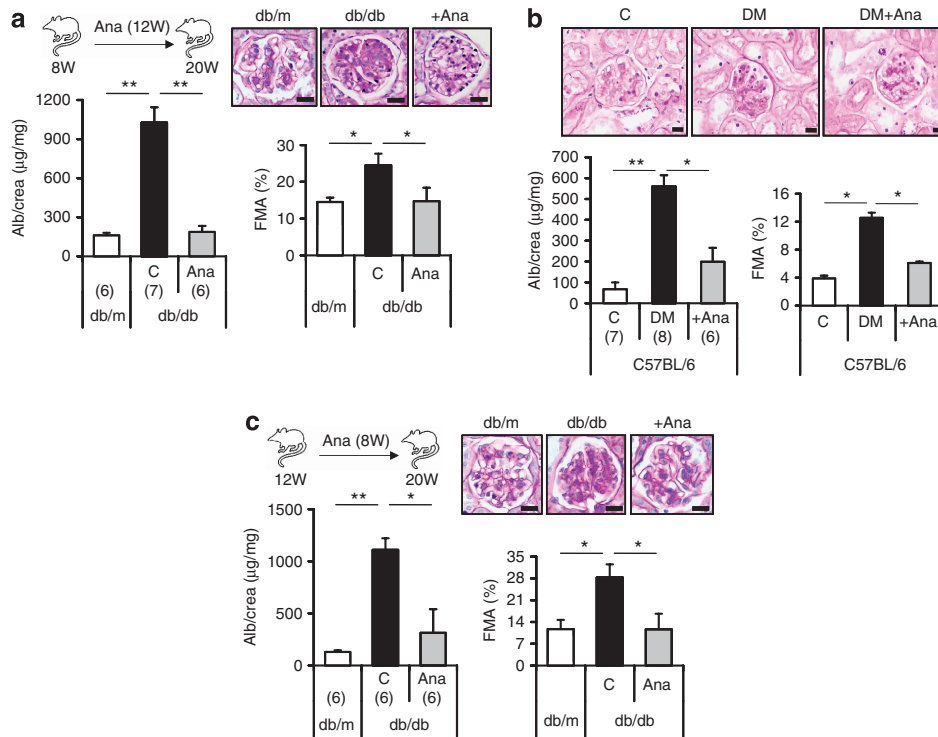 a
Ana (12W)
8W
20W
db/m
db/db
+Ana
Alb/crea (µg/mg)
1200
900
600
300
0
**
**
(6)
C
(7)
Ana
(6)
db/m
db/db
FMA (%)
30
20
10
0
*
*
C
Ana
db/m
db/db
b
C
DM
DM+Ana
Alb/crea (µg/mg)
700
600
500
400
300
200
100
0
**
*
C
(7)
DM
(8)
+Ana
(6)
C57BL/6
FMA (%)
16
12
8
4
0
*
*
C
DM
+Ana
C57BL/6
c
Ana (8W)
12W
20W
db/m
db/db
+Ana
Alb/crea (µg/mg)
1500
1000
500
0
**
*
(6)
C
(6)
Ana
(6)
db/m
db/db
FMA (%)
35
28
21
14
7
0
*
*
C
Ana
db/m
db/db